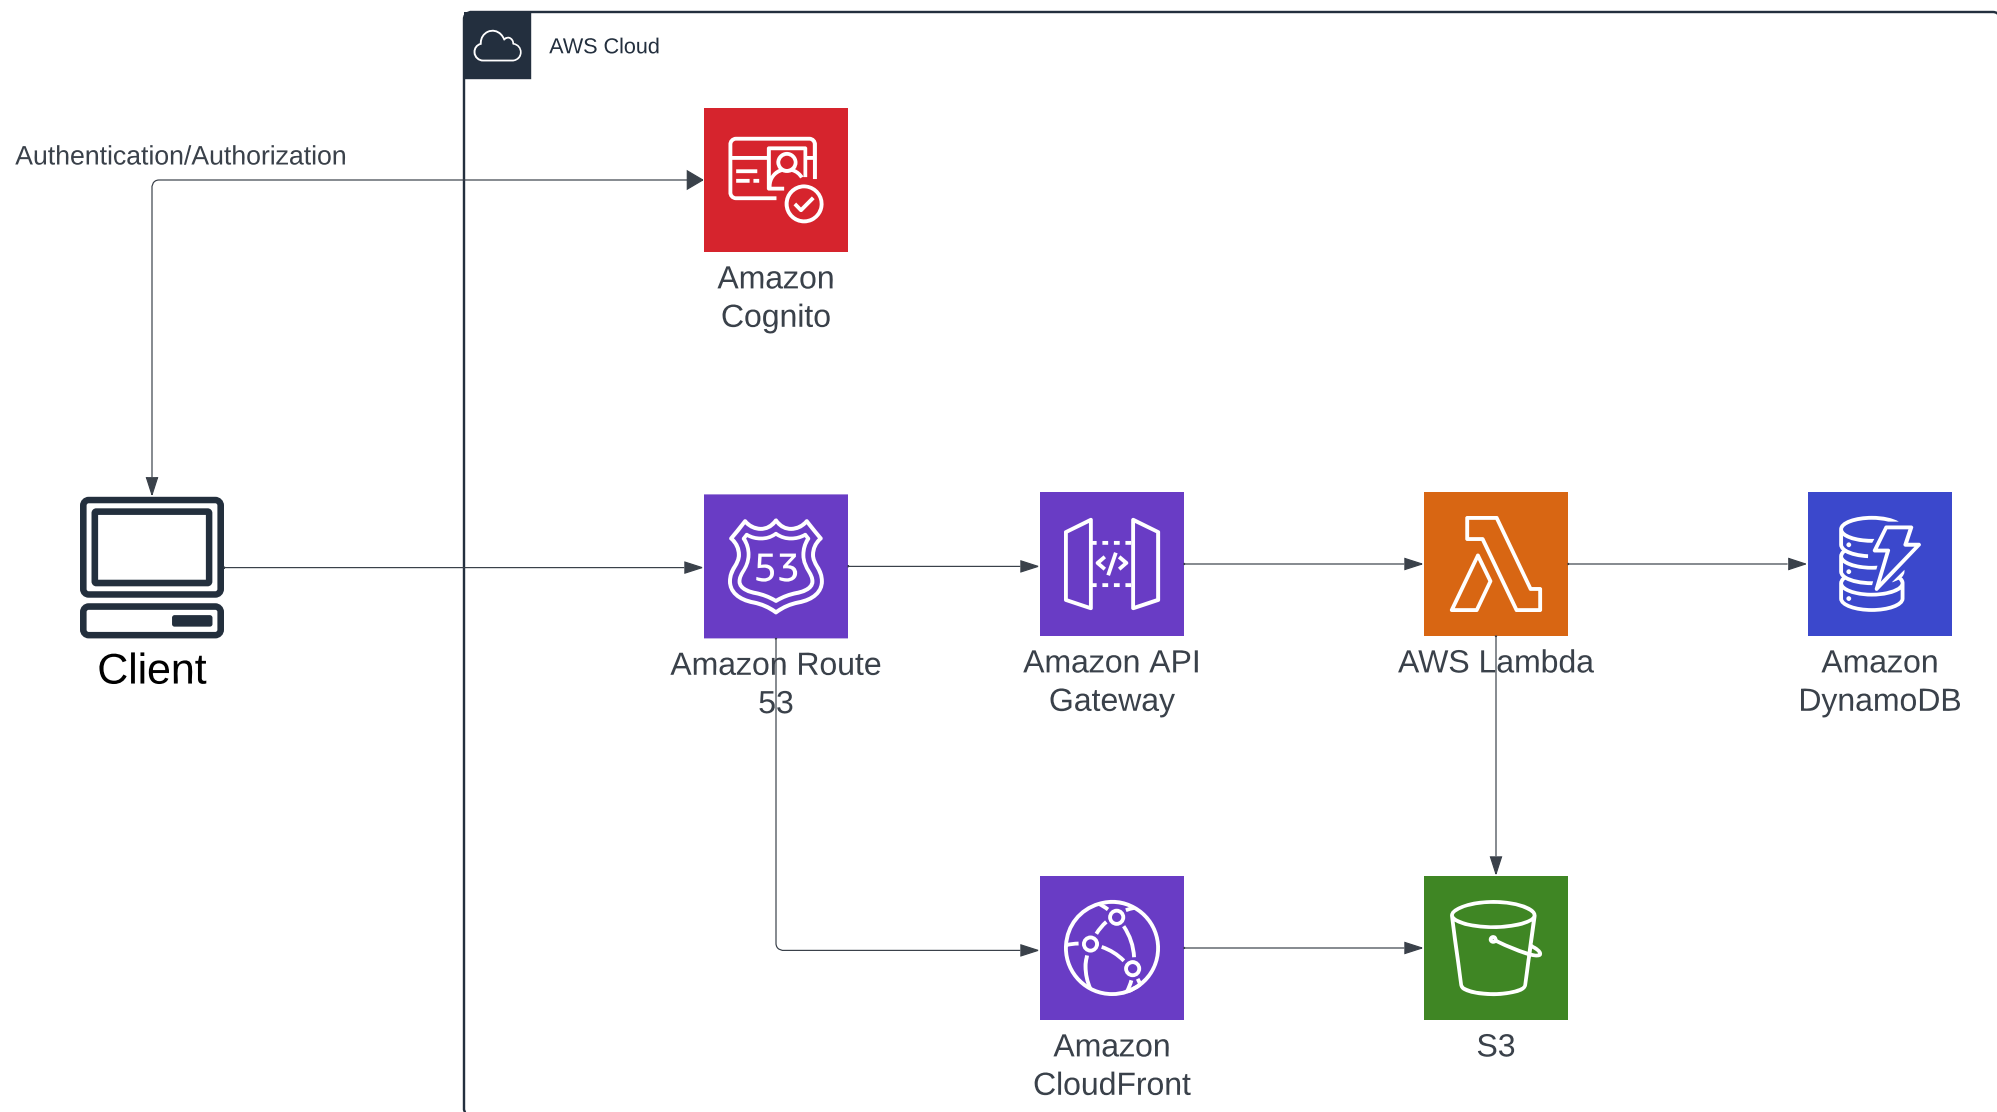 AWS Cloud
Authentication/Authorization
Amazon
Cognito
Client
53
Amazon Route
53
</>
Amazon API
Gateway
AWS Lambda
Amazon
DynamoDB
Amazon
CloudFront
S3